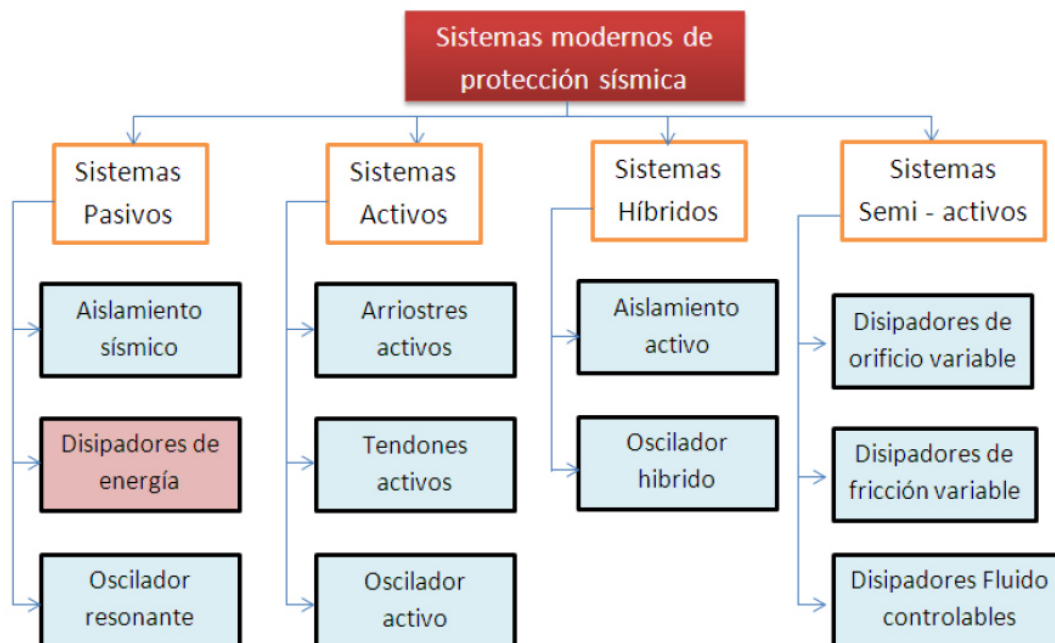 Sistemas modernos de
protección sísmica
Sistemas
Pasivos
Aislamiento
sísmico
Disipadores de
energía
Oscilador
resonante
Sistemas
Activos
Arriostres
activos
Tendones
activos
Oscilador
activo
Sistemas
Híbridos
Aislamiento
activo
Oscilador
hibrido
Sistemas
Semi - activos
Disipadores de
orificio variable
Disipadores de
fricción variable
Disipadores Fluido
controlables